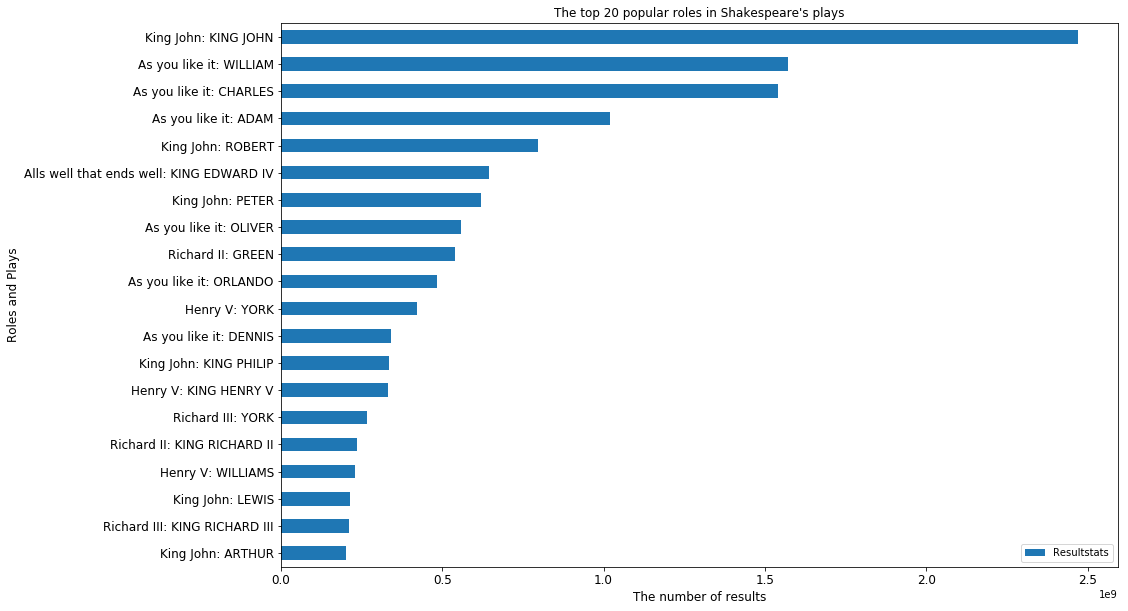 The top 20 popular roles in Shakespeare's plays
King John: KING JOHN
As you like it: WILLIAM
As you like it: CHARLES
As you like it: ADAM
King John: ROBERT
Alls well that ends well: KING EDWARD IV
King John: PETER
As you like it: OLIVER
Richard II: GREEN
As you like it: ORLANDO
Henry V: YORK
As you like it: DENNIS
King John: KING PHILIP
Henry V: KING HENRY V
Richard III: YORK
Richard II: KING RICHARD II
Henry V: WILLIAMS
King John: LEWIS
Richard III: KING RICHARD III
King John: ARTHUR
Roles and Plays
Resultstats
0.0 0.5 1.0 1.5 2.0 2.5
1e9
The number of results